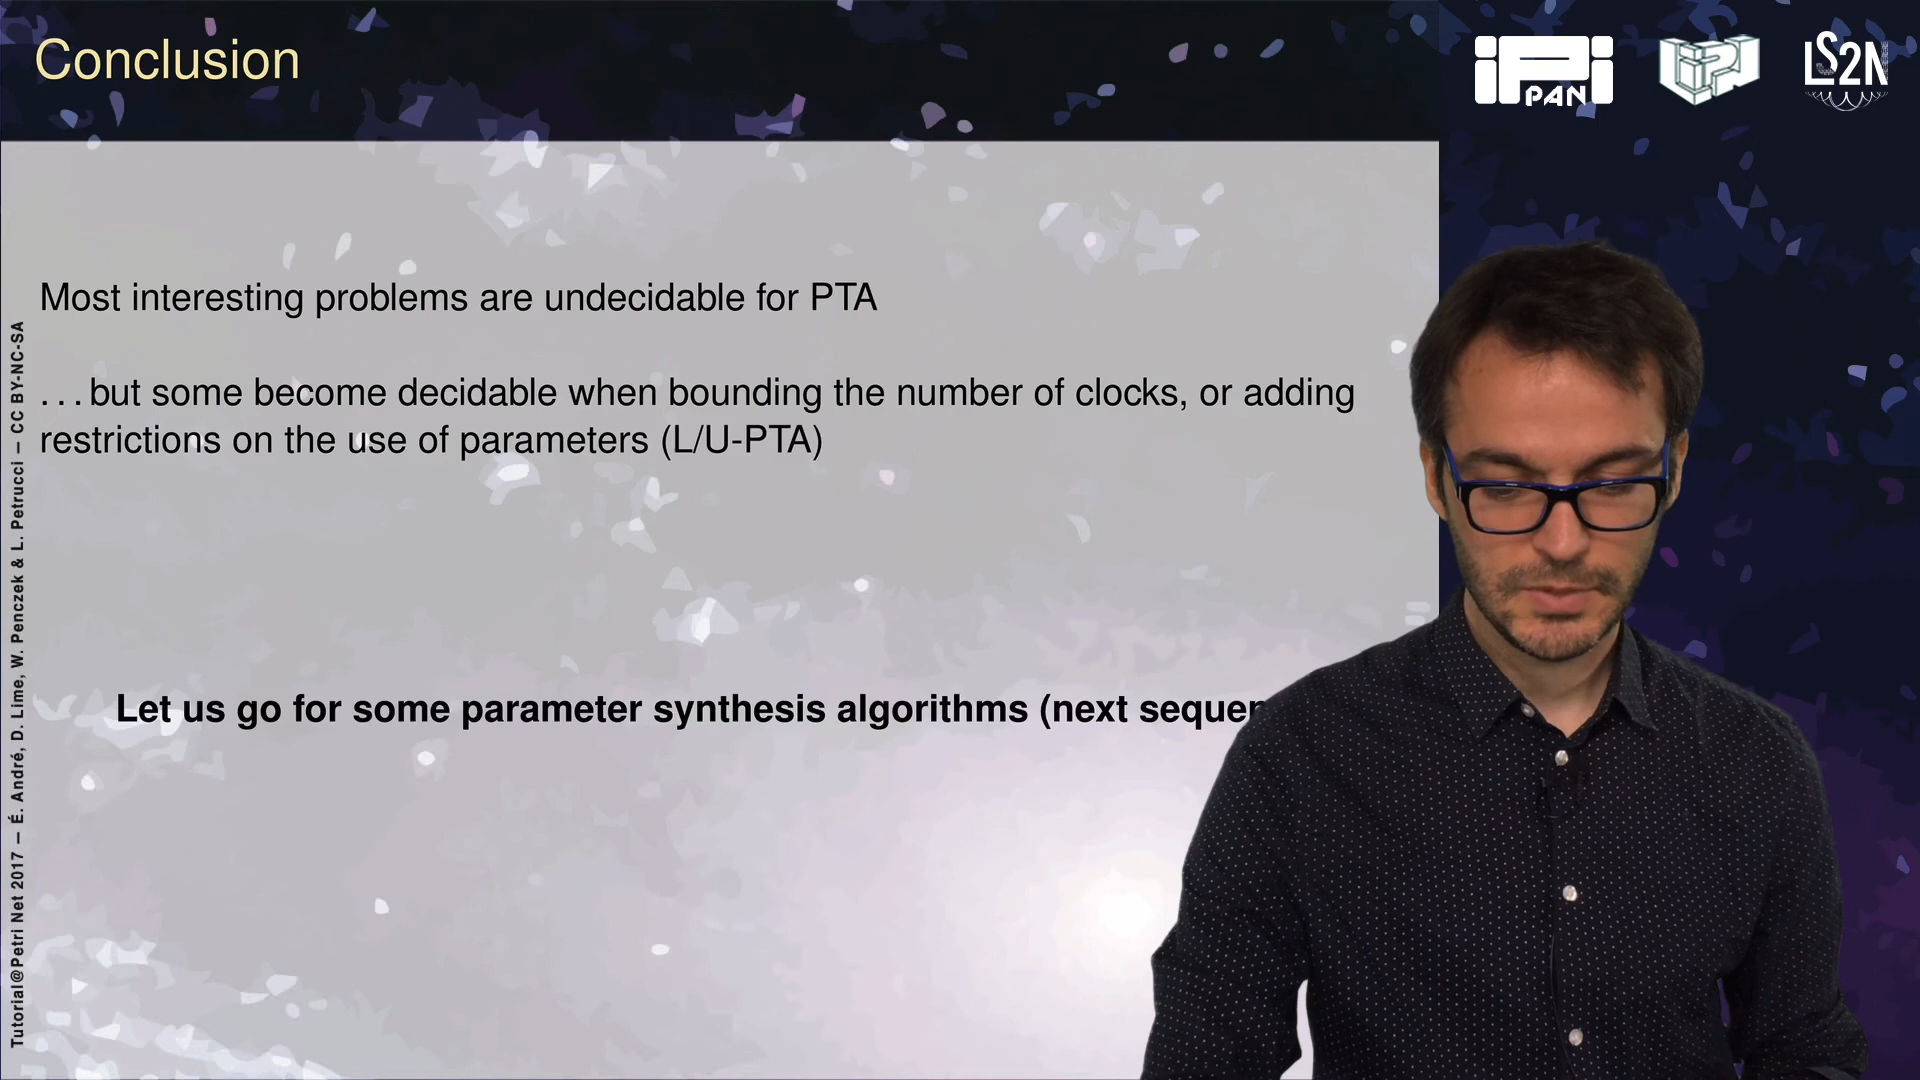 Conclusion
iPi PAN
LIPN
LS2N
Most interesting problems are undecidable for PTA
...but some become decidable when bounding the number of clocks, or adding
restrictions on the use of parameters (L/U-PTA)
Let us go for some parameter synthesis algorithms (next
Tutorial@Petri Net 2017 — É. André, D. Lime, W. Penczek & L. Petrucci — CC BY-NC-SA